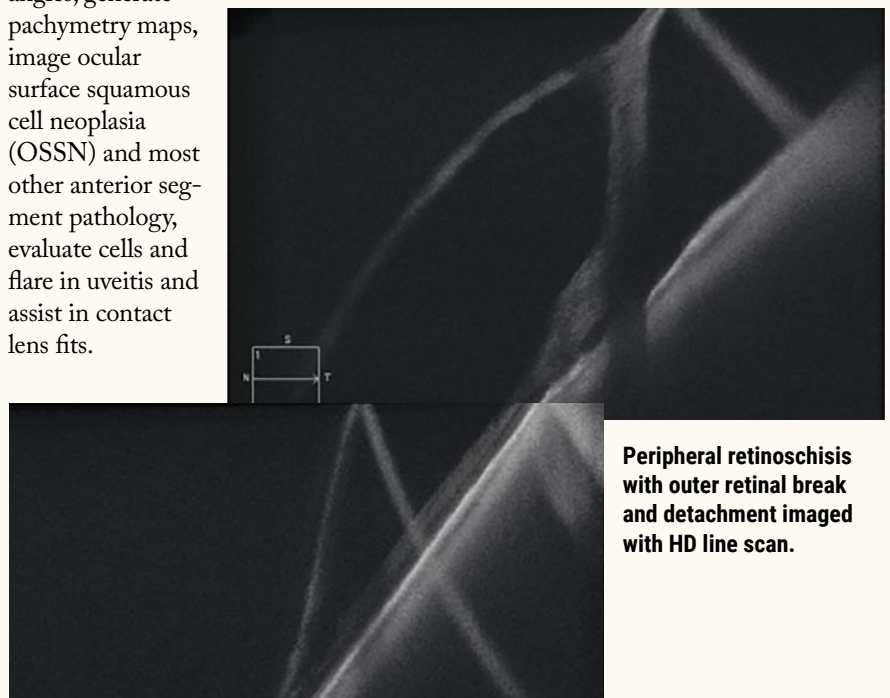 angles, generate
pachymetry maps,
image ocular
surface squamous
cell neoplasia
(OSSN) and most
other anterior seg-
ment pathology,
evaluate cells and
flare in uveitis and
assist in contact
lens fits.
S
1
N
T
Peripheral retinoschisis
with outer retinal break
and detachment imaged
with HD line scan.